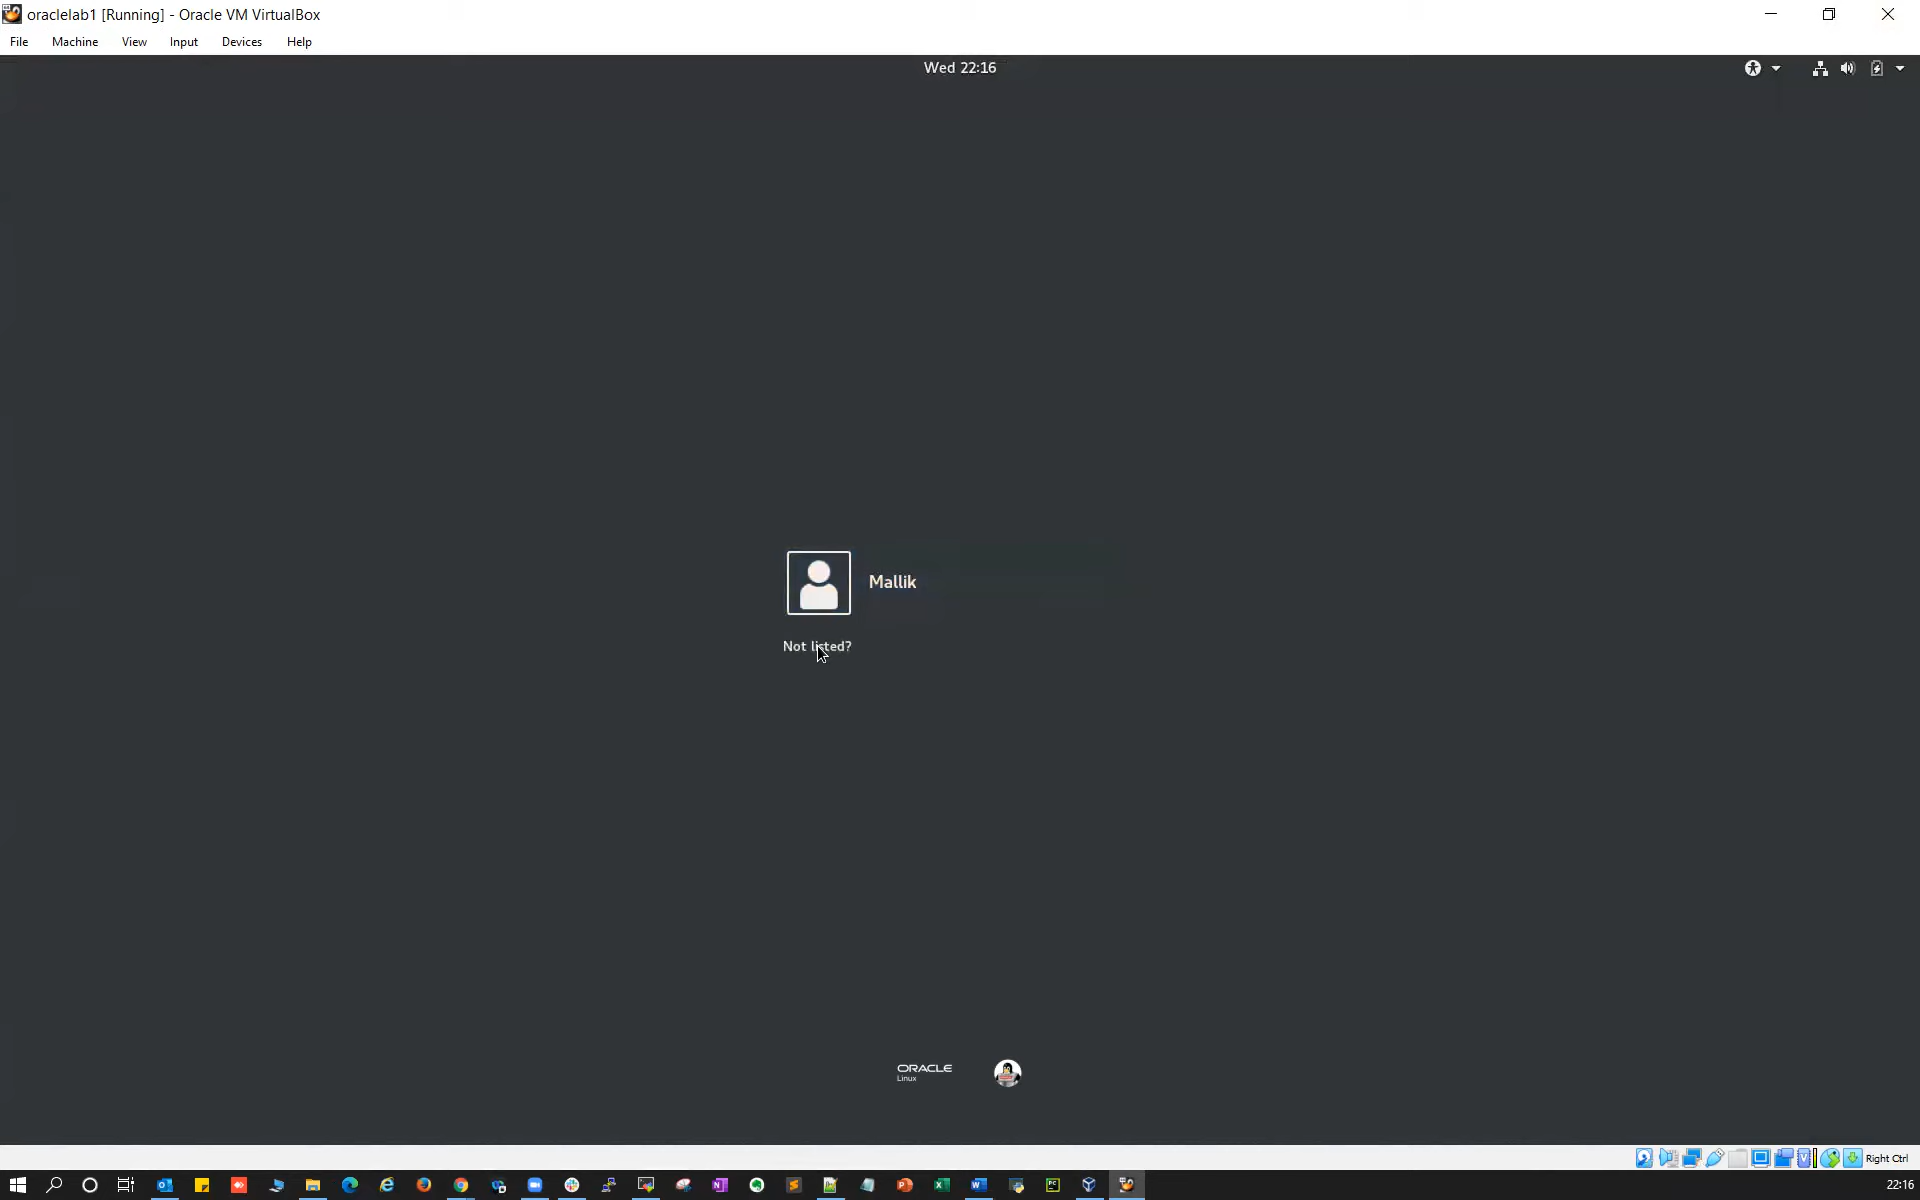 oraclelab1 [Running] - Oracle VM VirtualBox
File Machine View Input Devices Help
Wed 22:16
Mallik
Not listed?
ORACLE
Linux
Right Ctrl
22:16